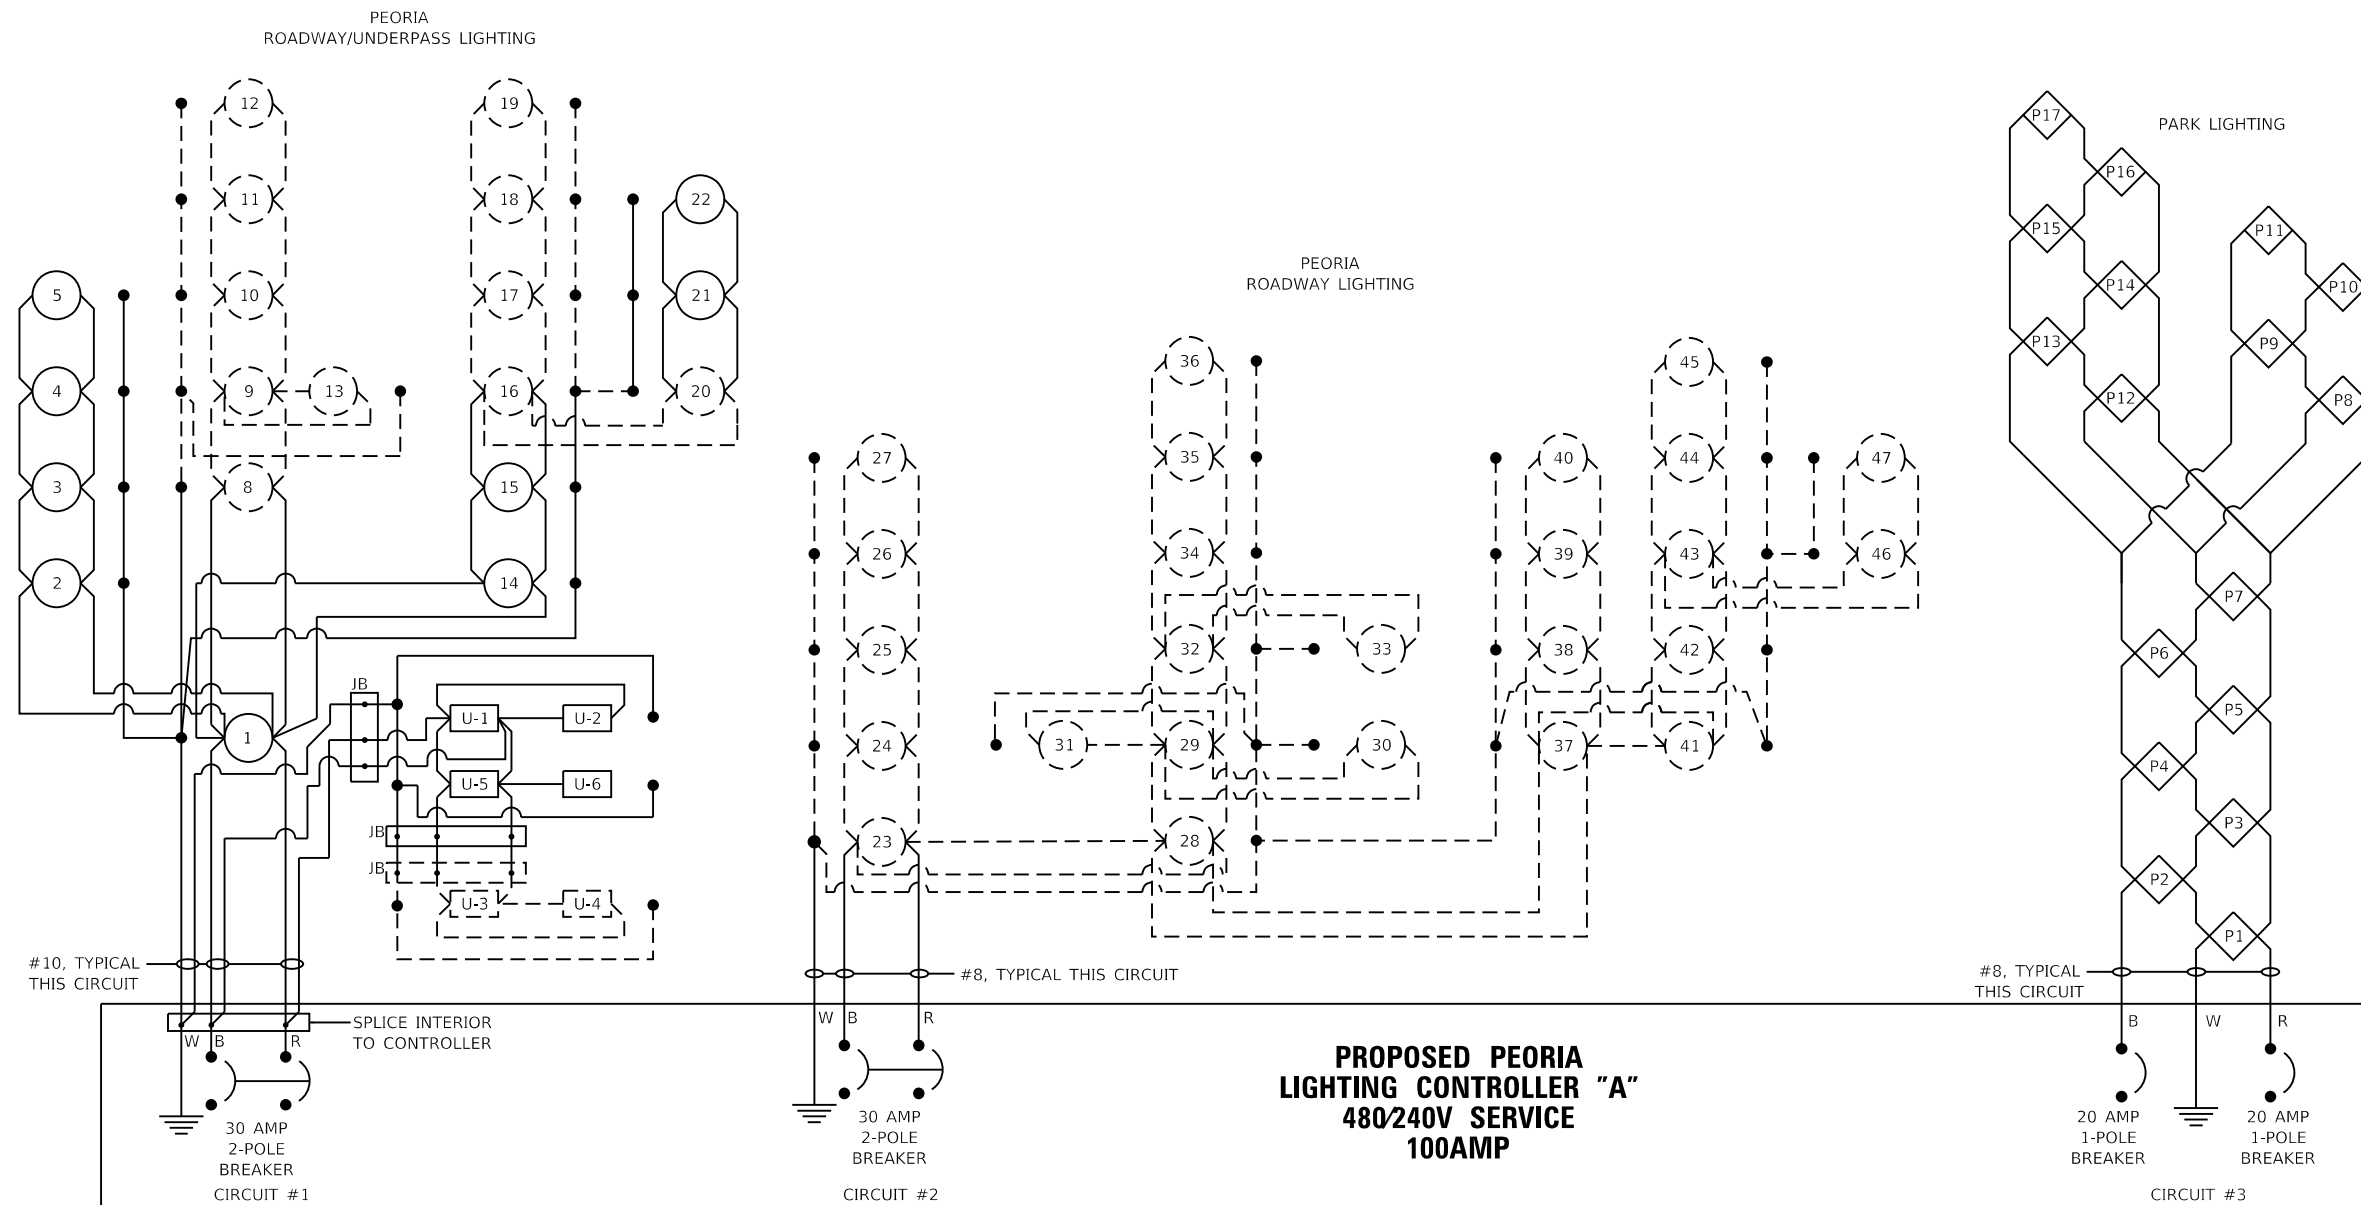 PEORIA
ROADWAY/UNDERPASS LIGHTING
12
19
P17
PARK LIGHTING
P16
11
18
22
P15
P11
PEORIA
ROADWAY LIGHTING
5
10
17
21
P14
P10
P13
P9
36
45
4
9
13
16
20
P12
P8
27
35
40
44
47
3
8
15
26
34
39
43
46
2
14
P7
25
32
33
38
42
P6
JB
U-1
U-2
P5
1
24
31
29
30
37
41
P4
U-5
U-6
JB
23
28
P3
JB
U-3
U-4
P2
P1
#10, TYPICAL
THIS CIRCUIT
#8, TYPICAL THIS CIRCUIT
#8, TYPICAL
THIS CIRCUIT
W B R
SPLICE INTERIOR
TO CONTROLLER
W B R
B W R
PROPOSED PEORIA
LIGHTING CONTROLLER "A"
480/240V SERVICE
100AMP
30 AMP
2-POLE
BREAKER
CIRCUIT #1
30 AMP
2-POLE
BREAKER
CIRCUIT #2
20 AMP
1-POLE
BREAKER
20 AMP
1-POLE
BREAKER
CIRCUIT #3